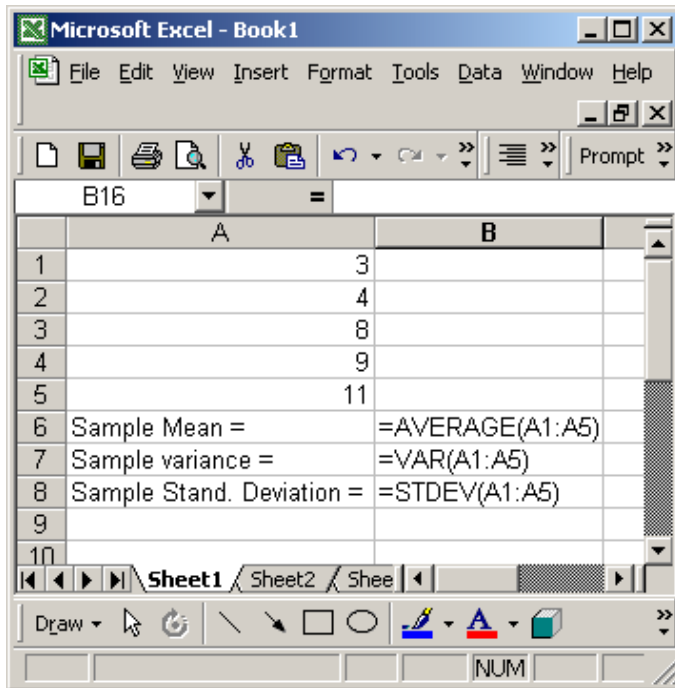 Microsoft Excel - Book1
File Edit View Insert Format Tools Data Window Help
Prompt
B16 =
A B
1 3
2 4
3 8
4 9
5 11
6 Sample Mean = =AVERAGE(A1:A5)
7 Sample variance = =VAR(A1:A5)
8 Sample Stand. Deviation = =STDEV(A1:A5)
9
10
Sheet1 Sheet2 Shee
Draw A
NUM